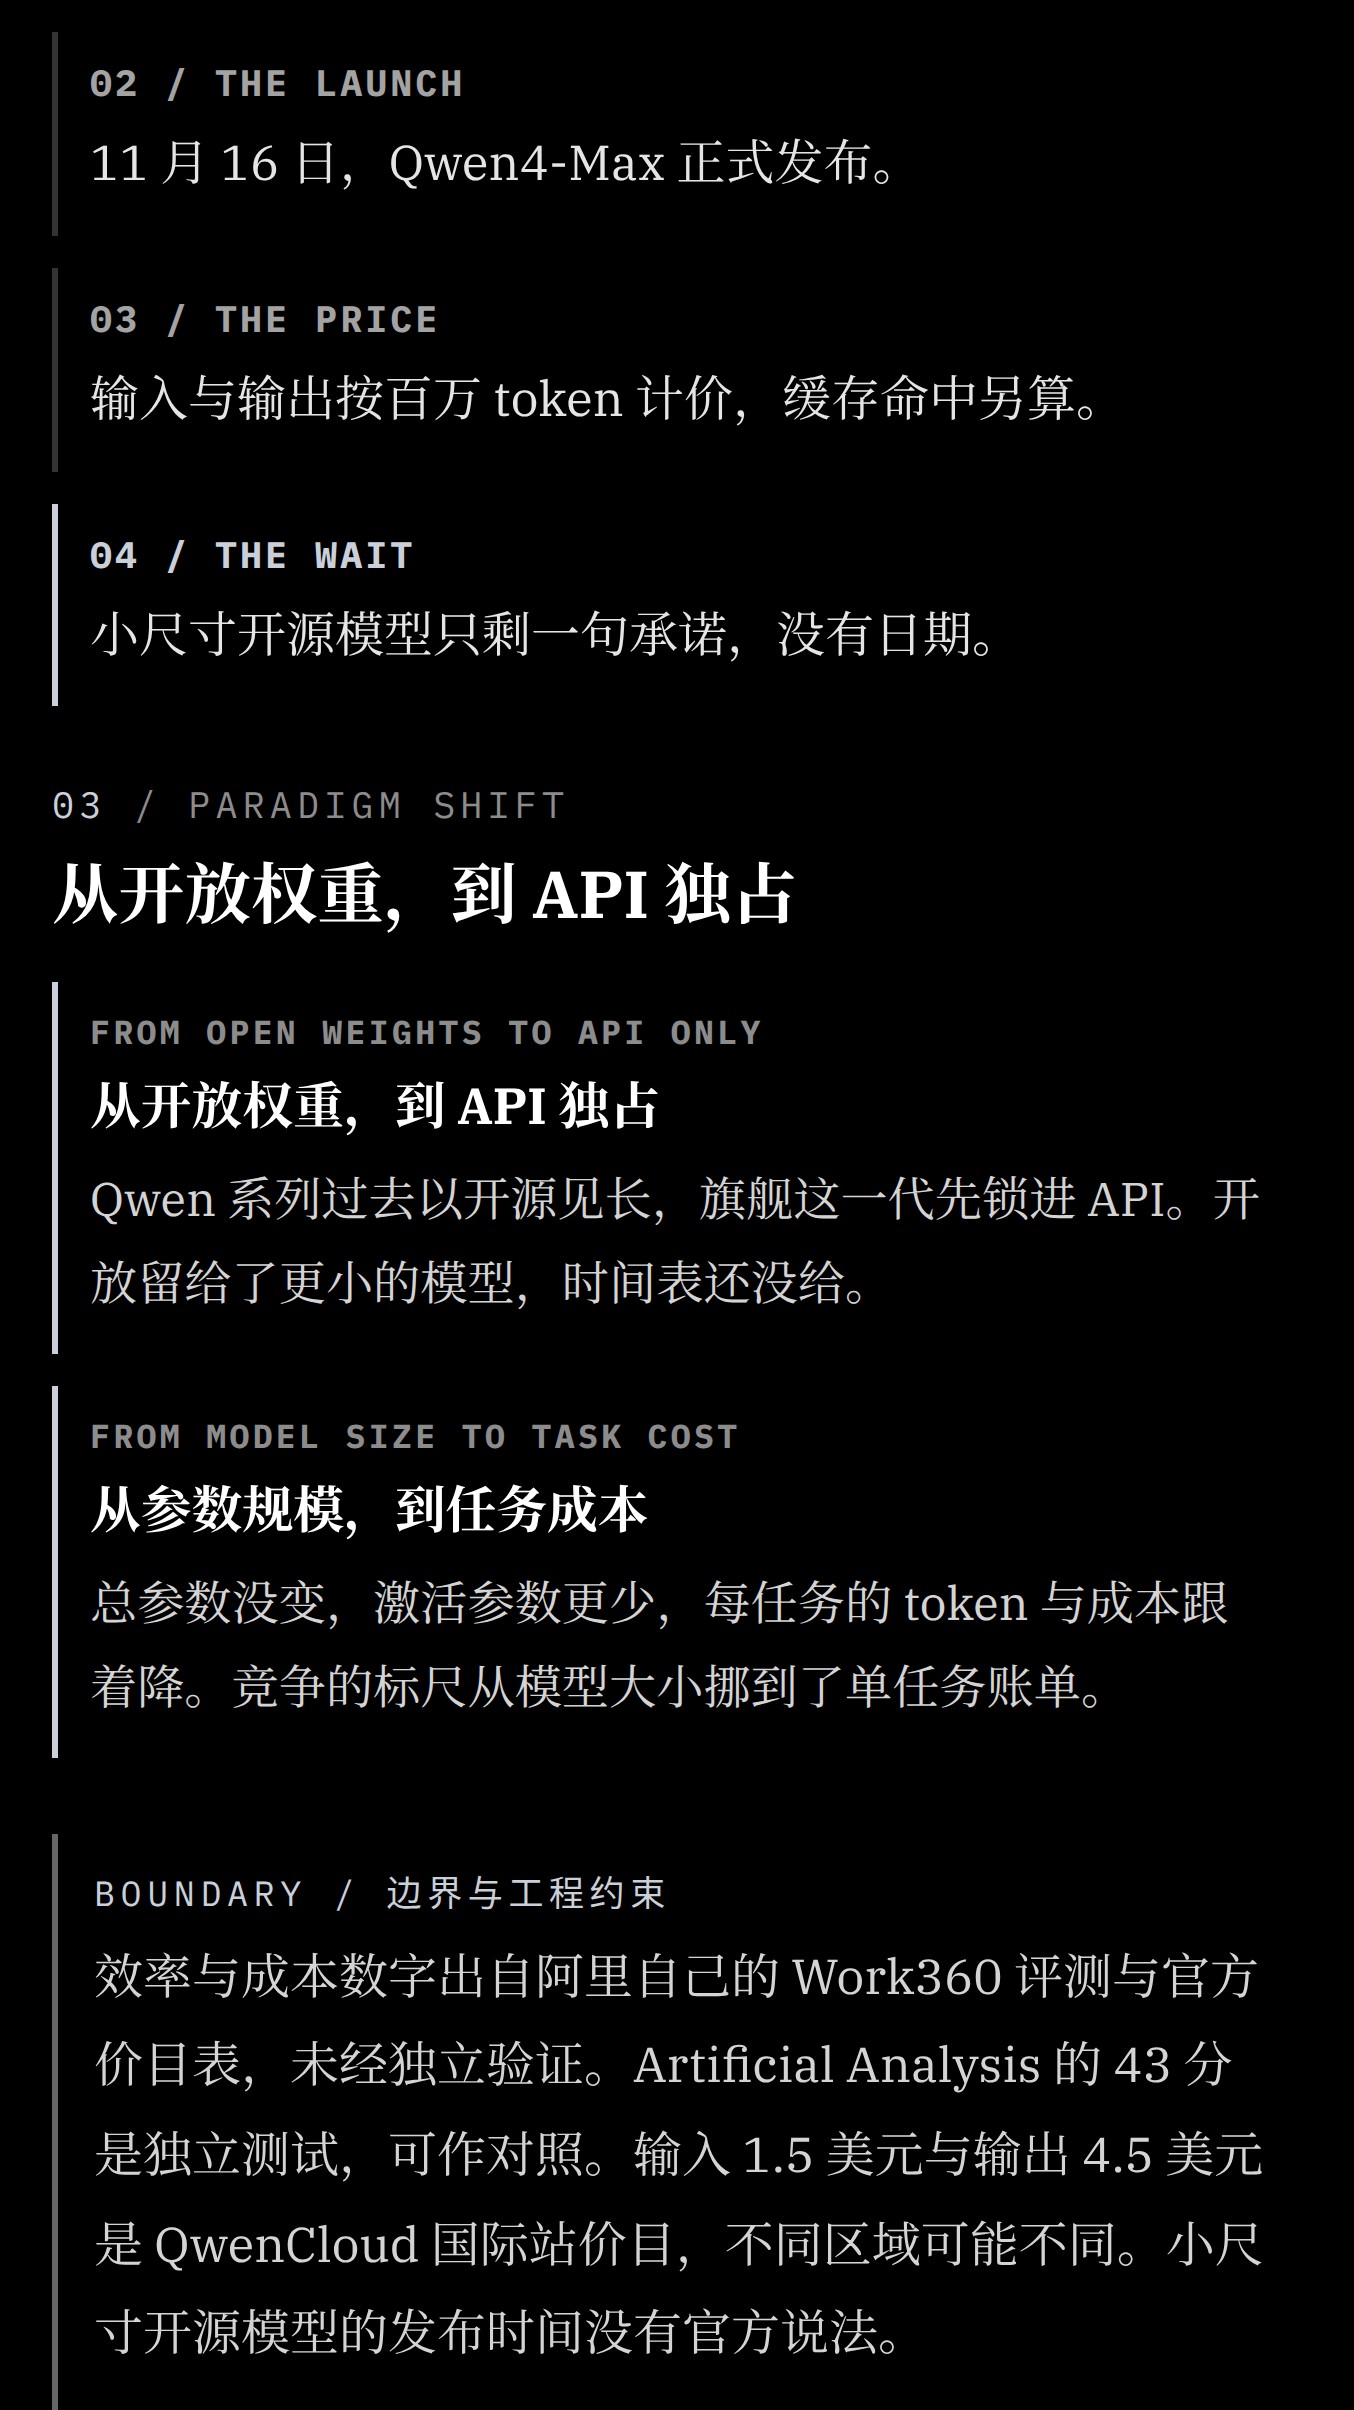 02 / THE LAUNCH
11 月 16 日，Qwen4-Max 正式发布。
03 / THE PRICE
输入与输出按百万 token 计价，缓存命中另算。
04 / THE WAIT
小尺寸开源模型只剩一句承诺，没有日期。
03 / PARADIGM SHIFT
从开放权重，到 API 独占
FROM OPEN WEIGHTS TO API ONLY
从开放权重，到 API 独占
Qwen 系列过去以开源见长，旗舰这一代先锁进 API。开
放留给了更小的模型，时间表还没给。
FROM MODEL SIZE TO TASK COST
从参数规模，到任务成本
总参数没变，激活参数更少，每任务的 token 与成本跟
着降。竞争的标尺从模型大小挪到了单任务账单。
BOUNDARY / 边界与工程约束
效率与成本数字出自阿里自己的 Work360 评测与官方
价目表，未经独立验证。Artificial Analysis 的 43 分
是独立测试，可作对照。输入 1.5 美元与输出 4.5 美元
是 QwenCloud 国际站价目，不同区域可能不同。小尺
寸开源模型的发布时间没有官方说法。